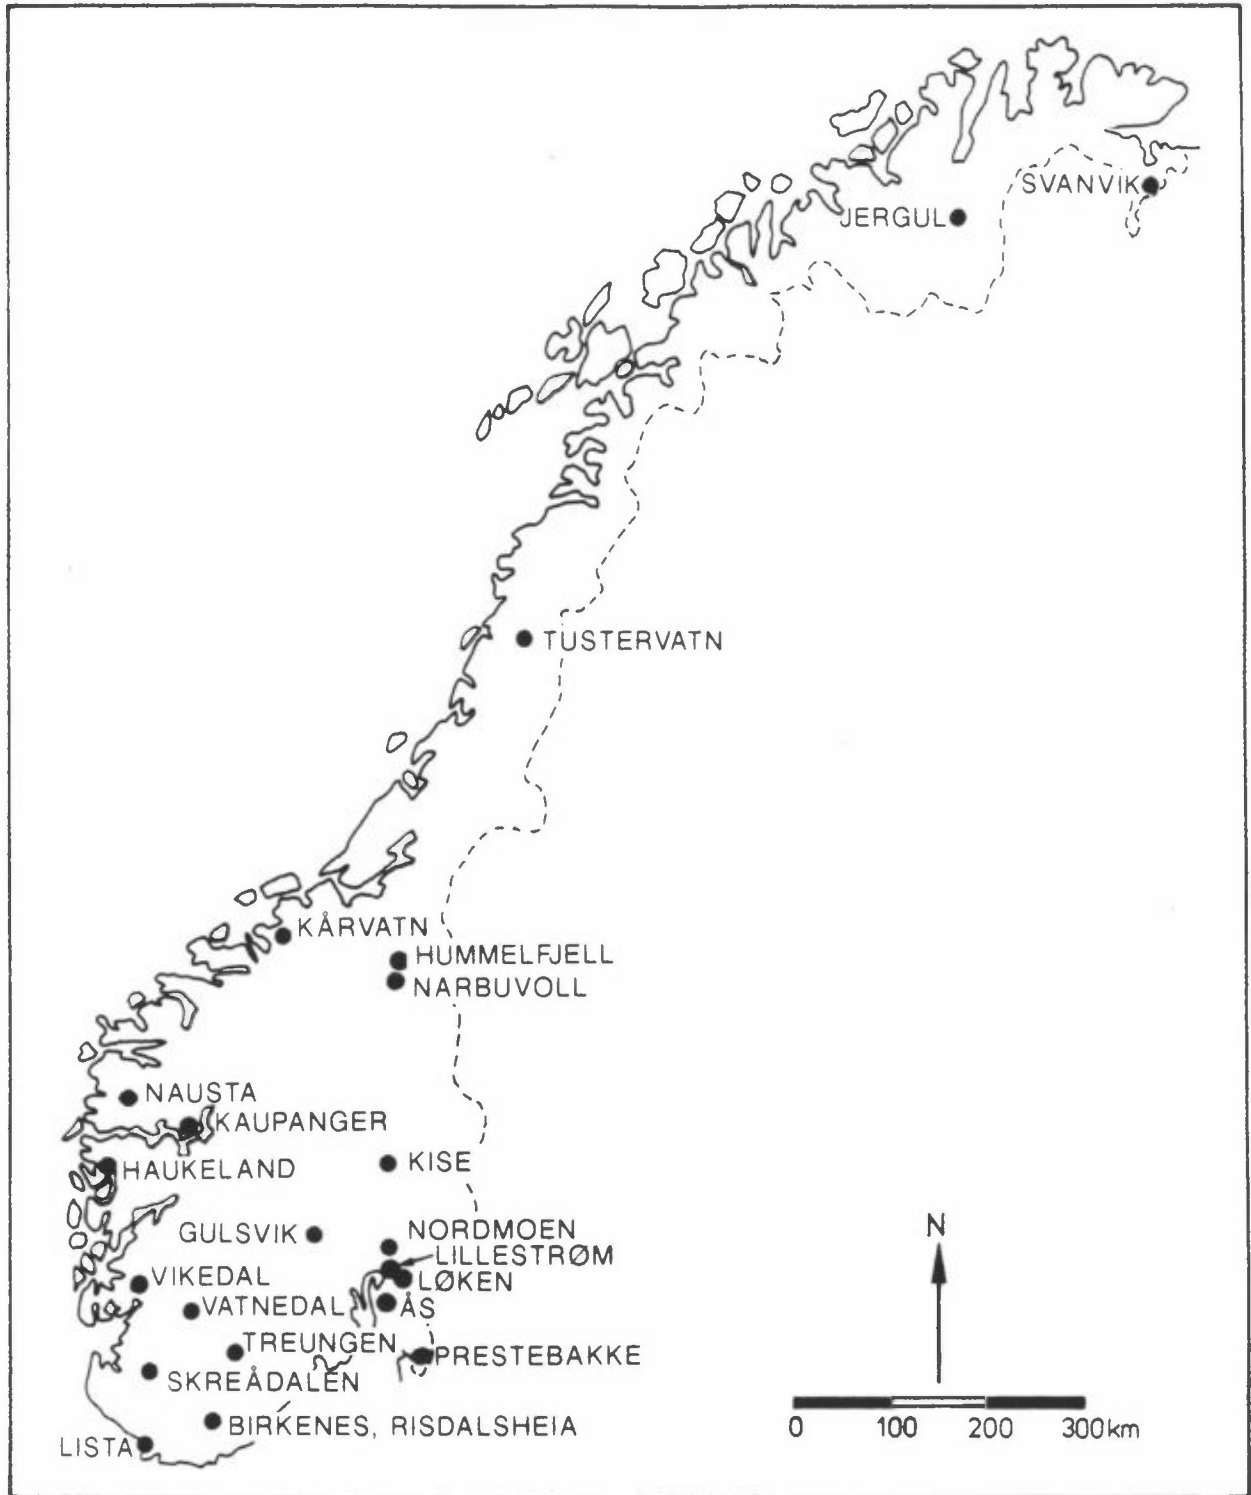 SVANVIK
JERGUL
TUSTERVATN
KÅRVATN
HUMMELFJELL
NARBUVOLL
NAUSTA
KAUPANGER
HAUKELAND
KISE
N
GULSVIK
NORDMOEN
LILLESTRØM
VIKEDAL
LØKEN
VATNEDAL
ÅS
TREUNGEN
PRESTEBAKKE
SKREÅDALEN
BIRKENES, RISDALSHEIA
0 100 200 300km
LISTA